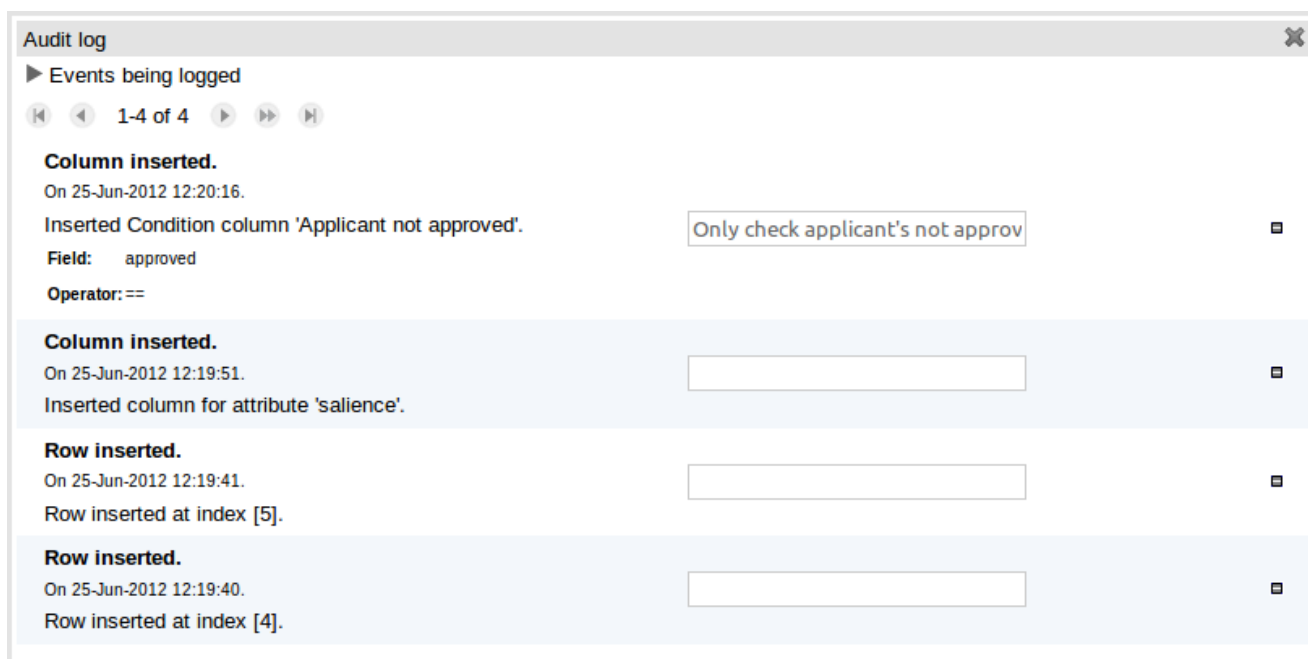 Audit log
Events being logged
1-4 of 4
Column inserted.
On 25-Jun-2012 12:20:16.
Inserted Condition column 'Applicant not approved'.
Only check applicant's not approv
Field: approved
Operator: ==
Column inserted.
On 25-Jun-2012 12:19:51.
Inserted column for attribute 'salience'.
Row inserted.
On 25-Jun-2012 12:19:41.
Row inserted at index [5].
Row inserted.
On 25-Jun-2012 12:19:40.
Row inserted at index [4].